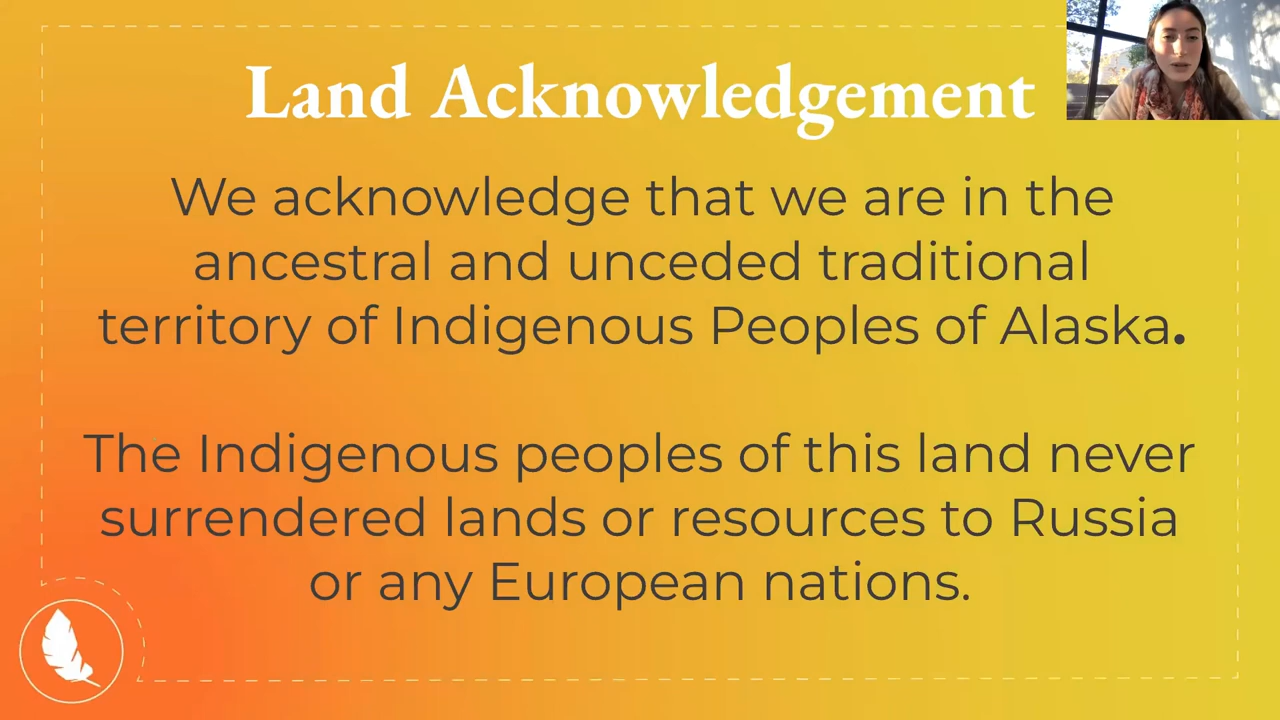 Land Acknowledgement
We acknowledge that we are in the
ancestral and unceded traditional
territory of Indigenous Peoples of Alaska.
The Indigenous peoples of this land never
surrendered lands or resources to Russia
or any European nations.